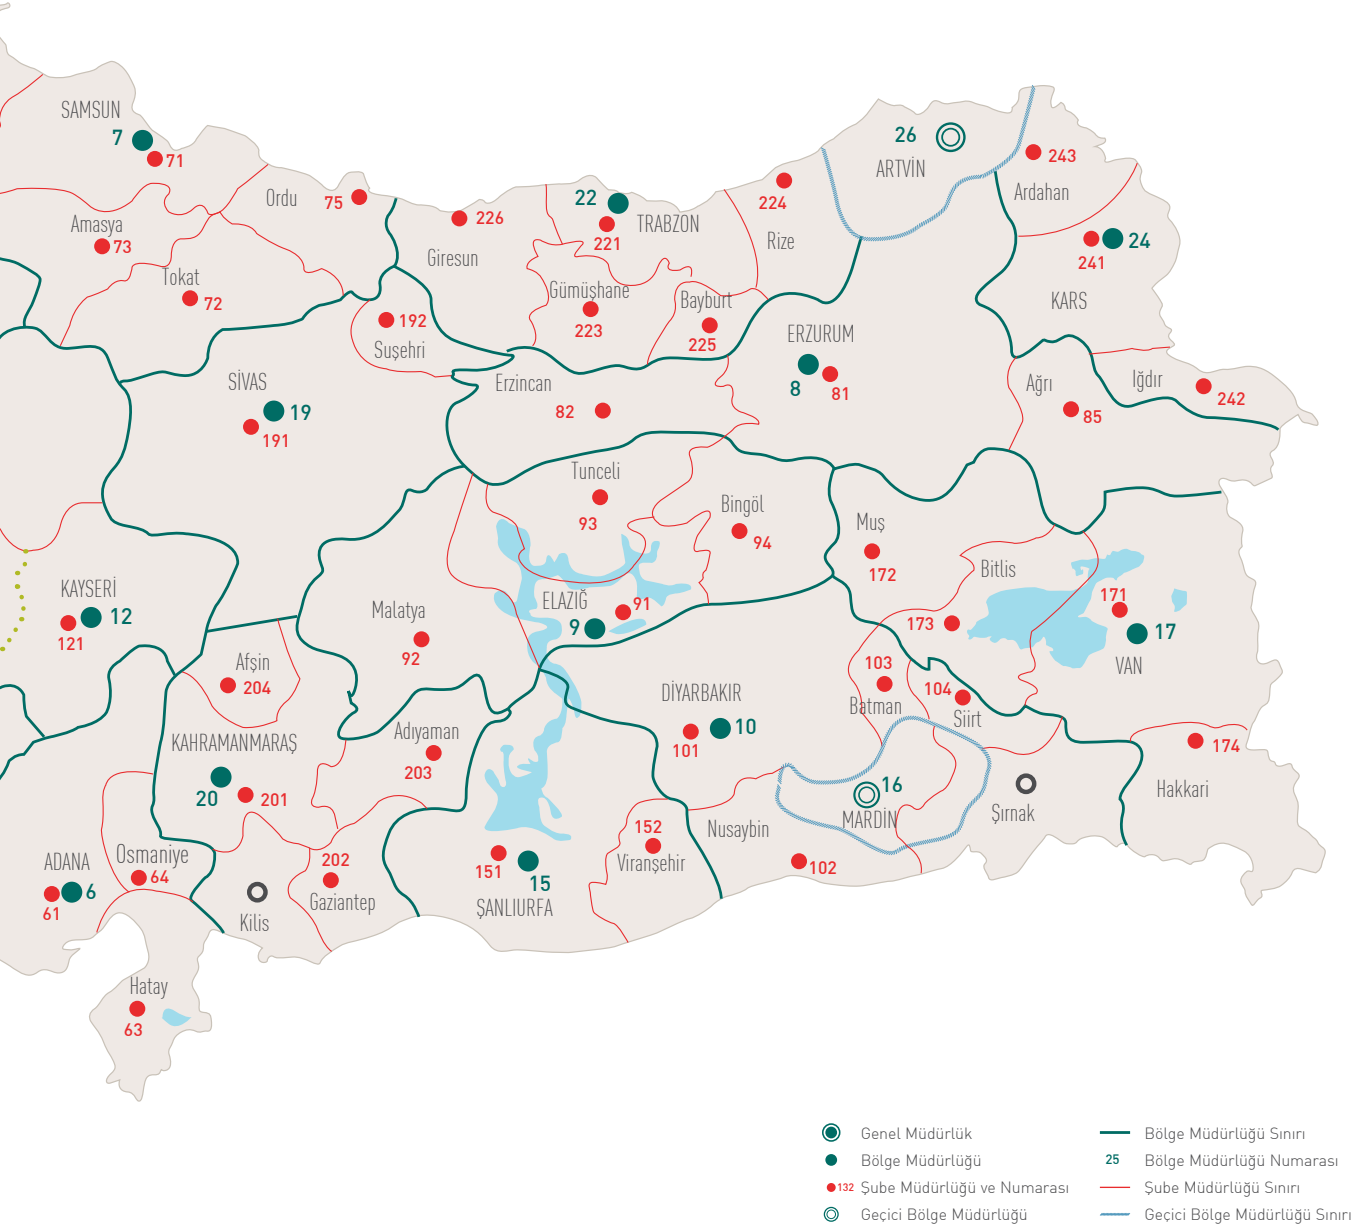 SAMSUN
7
71
Ordu
75
Amasya
73
Tokat
72
226
Giresun
22
221
TRABZON
224
Rize
26
ARTVİN
243
Ardahan
241
24
KARS
Gümüşhane
223
Bayburt
225
192
Suşehri
SİVAS
19
191
Erzincan
82
ERZURUM
8
81
Ağrı
85
Iğdır
242
Tunceli
93
Bingöl
94
Muş
172
Bitlis
173
171
17
VAN
KAYSERİ
12
121
Malatya
92
ELAZIĞ
91
9
Afşin
204
KAHRAMANMARAŞ
20
201
Adıyaman
203
DİYARBAKIR
10
101
103
Batman
104
Siirt
174
Hakkari
16
MARDİN
Şırnak
Nusaybin
102
152
Viranşehir
151
15
ŞANLIURFA
202
Gaziantep
Kilis
ADANA
6
61
Osmaniye
64
Hatay
63
Genel Müdürlük
Bölge Müdürlüğü
132 Şube Müdürlüğü ve Numarası
Geçici Bölge Müdürlüğü
Bölge Müdürlüğü Sınırı
25 Bölge Müdürlüğü Numarası
Şube Müdürlüğü Sınırı
Geçici Bölge Müdürlüğü Sınırı